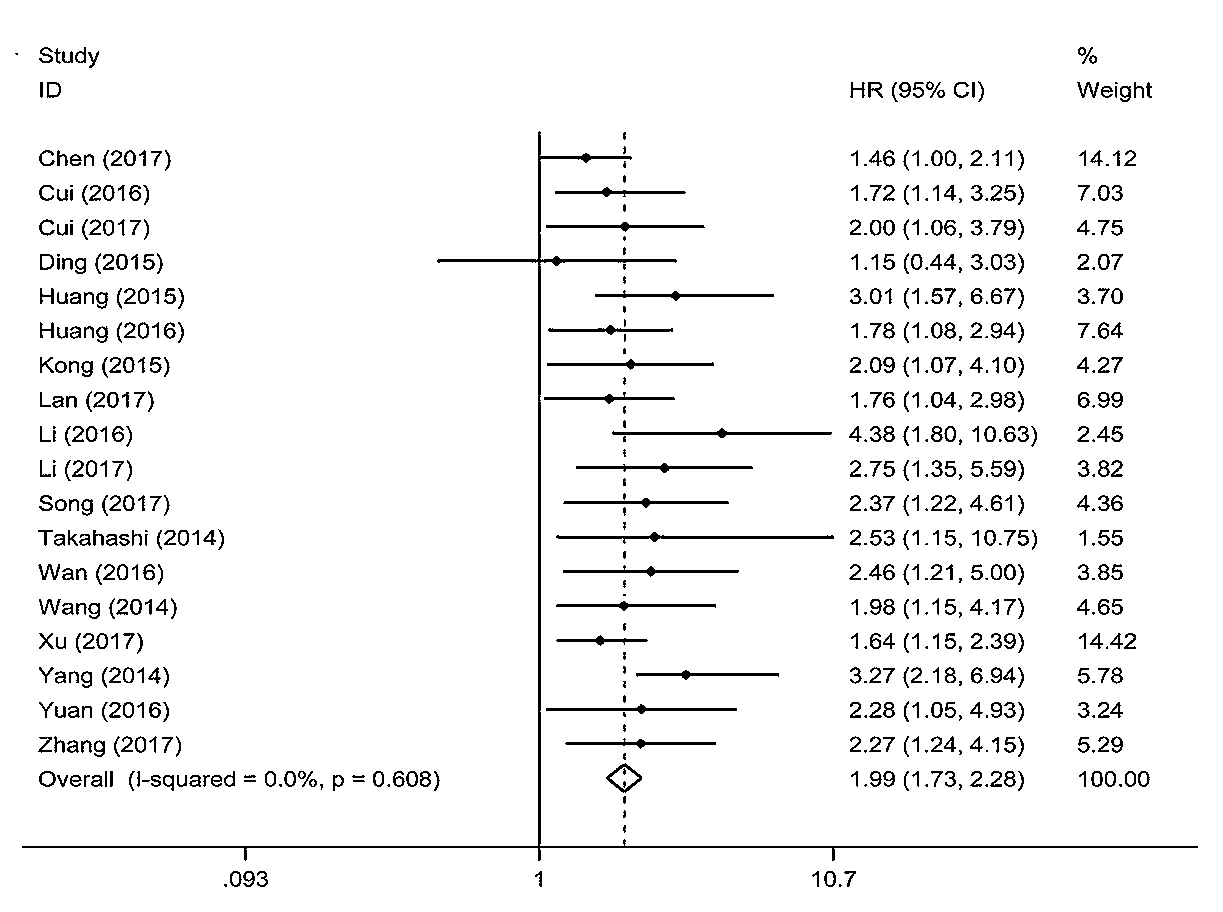 Study %
ID HR (95% CI) Weight
Chen (2017) 1.46 (1.00, 2.11) 14.12
Cui (2016) 1.72 (1.14, 3.25) 7.03
Cui (2017) 2.00 (1.06, 3.79) 4.75
Ding (2015) 1.15 (0.44, 3.03) 2.07
Huang (2015) 3.01 (1.57, 6.67) 3.70
Huang (2016) 1.78 (1.08, 2.94) 7.64
Kong (2015) 2.09 (1.07, 4.10) 4.27
Lan (2017) 1.76 (1.04, 2.98) 6.99
Li (2016) 4.38 (1.80, 10.63) 2.45
Li (2017) 2.75 (1.35, 5.59) 3.82
Song (2017) 2.37 (1.22, 4.61) 4.36
Takahashi (2014) 2.53 (1.15, 10.75) 1.55
Wan (2016) 2.46 (1.21, 5.00) 3.85
Wang (2014) 1.98 (1.15, 4.17) 4.65
Xu (2017) 1.64 (1.15, 2.39) 14.42
Yang (2014) 3.27 (2.18, 6.94) 5.78
Yuan (2016) 2.28 (1.05, 4.93) 3.24
Zhang (2017) 2.27 (1.24, 4.15) 5.29
Overall (I-squared = 0.0%, p = 0.608) 1.99 (1.73, 2.28) 100.00
.093 1 10.7